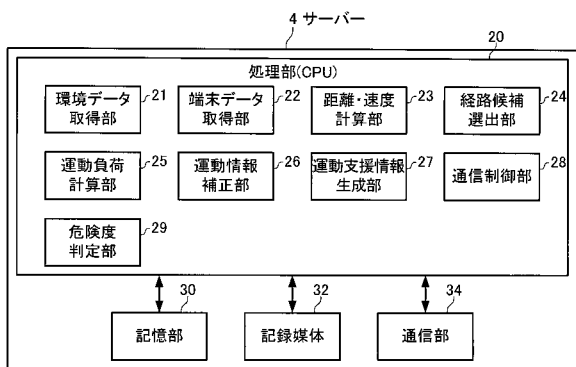 4 サーバー
20
処理部(CPU)
環境データ
取得部
21
端末データ
取得部
22
距離・速度
計算部
23
経路候補
選出部
24
運動負荷
計算部
25
運動情報
補正部
26
運動支援情報
生成部
27
通信制御部
28
危険度
判定部
29
30
32
34
記憶部
記録媒体
通信部